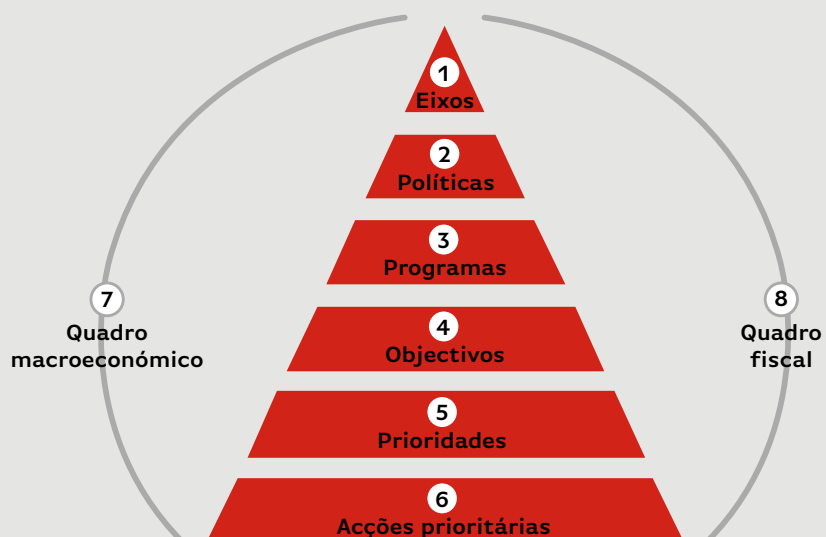 1
Eixos
2
Políticas
3
Programas
7
Quadro
macroeconómico
8
Quadro
fiscal
4
Objectivos
5
Prioridades
6
Acções prioritárias